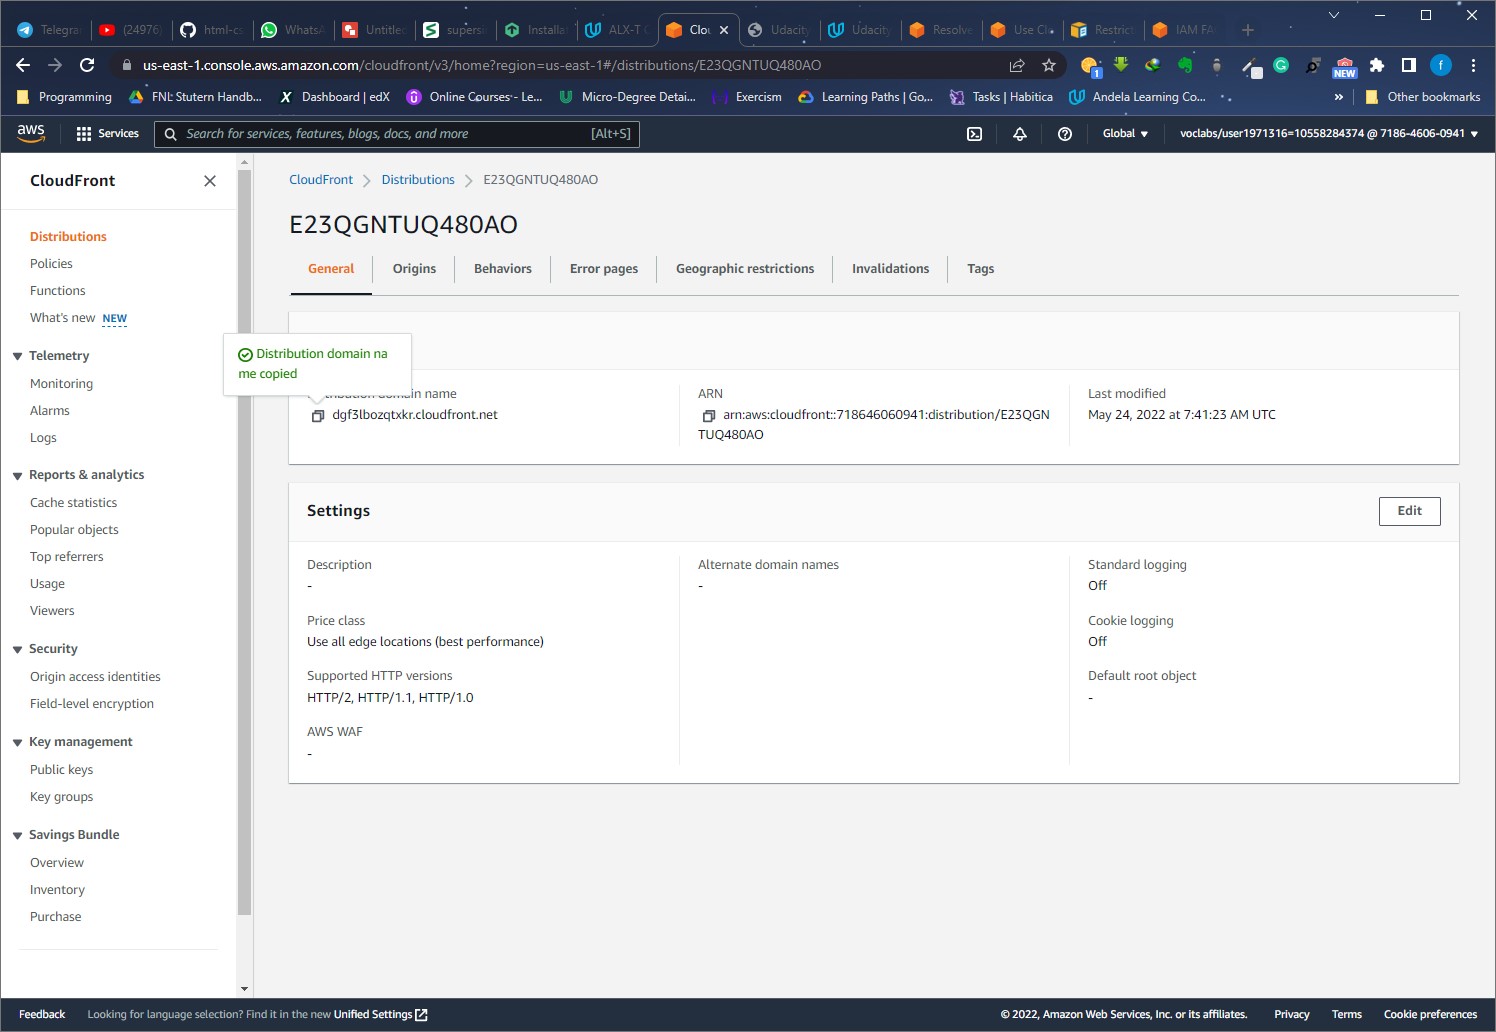 Telegra
(24976)
html-cs
WhatsA
Untitled
supers
Installa
ALX-T C
Clou
Udacity
Udacity
Resolve
Use Clo
Restric
IAM FA
us-east-1.console.aws.amazon.com/cloudfront/v3/home?region=us-east-1#/distributions/E23QGNTUQ480AO
1
NEW
f
Programming
FNL: Stutern Handb...
Dashboard | edX
Online Courses - Le...
Micro-Degree Detai...
Exercism
Learning Paths | Go...
Tasks | Habitica
Andela Learning Co...
»
Other bookmarks
aws
Services
Search for services, features, blogs, docs, and more
[Alt+S]
Global
voclabs/user1971316=10558284374 @ 7186-4606-0941
CloudFront
Distributions
Policies
Functions
What's new NEW
Telemetry
Monitoring
Alarms
Logs
Reports & analytics
Cache statistics
Popular objects
Top referrers
Usage
Viewers
Security
Origin access identities
Field-level encryption
Key management
Public keys
Key groups
Savings Bundle
Overview
Inventory
Purchase
CloudFront
Distributions
E23QGNTUQ480AO
E23QGNTUQ480AO
General
Origins
Behaviors
Error pages
Geographic restrictions
Invalidations
Tags
Distribution domain na
me copied
domain name
dgf3lbozqtxkr.cloudfront.net
ARN
arn:aws:cloudfront::718646060941:distribution/E23QGN
TUQ480AO
Last modified
May 24, 2022 at 7:41:23 AM UTC
Settings
Edit
Description
-
Price class
Use all edge locations (best performance)
Supported HTTP versions
HTTP/2, HTTP/1.1, HTTP/1.0
AWS WAF
-
Alternate domain names
-
Standard logging
Off
Cookie logging
Off
Default root object
-
Feedback
Looking for language selection? Find it in the new Unified Settings
© 2022, Amazon Web Services, Inc. or its affiliates.
Privacy
Terms
Cookie preferences